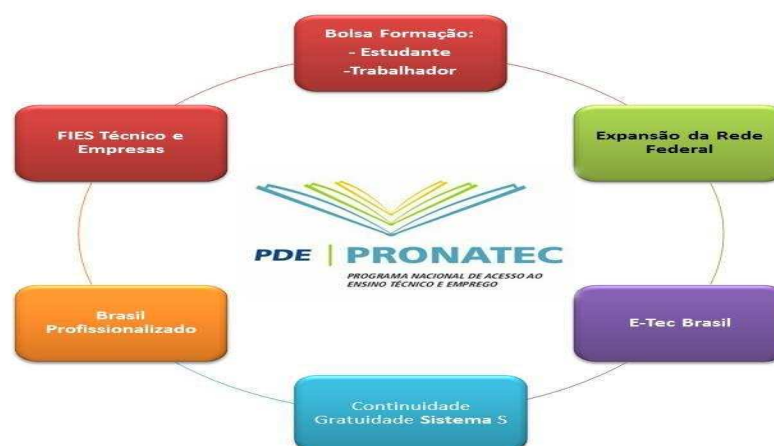 Bolsa Formação:
- Estudante
-Trabalhador
FIES Técnico e
Empresas
Expansão da Rede
Federal
PDE | PRONATEC
PROGRAMA NACIONAL DE ACESSO AO
ENSINO TÉCNICO E EMPREGO
Brasil
Profissionalizado
E-Tec Brasil
Continuidade
Gratuidade Sistema S